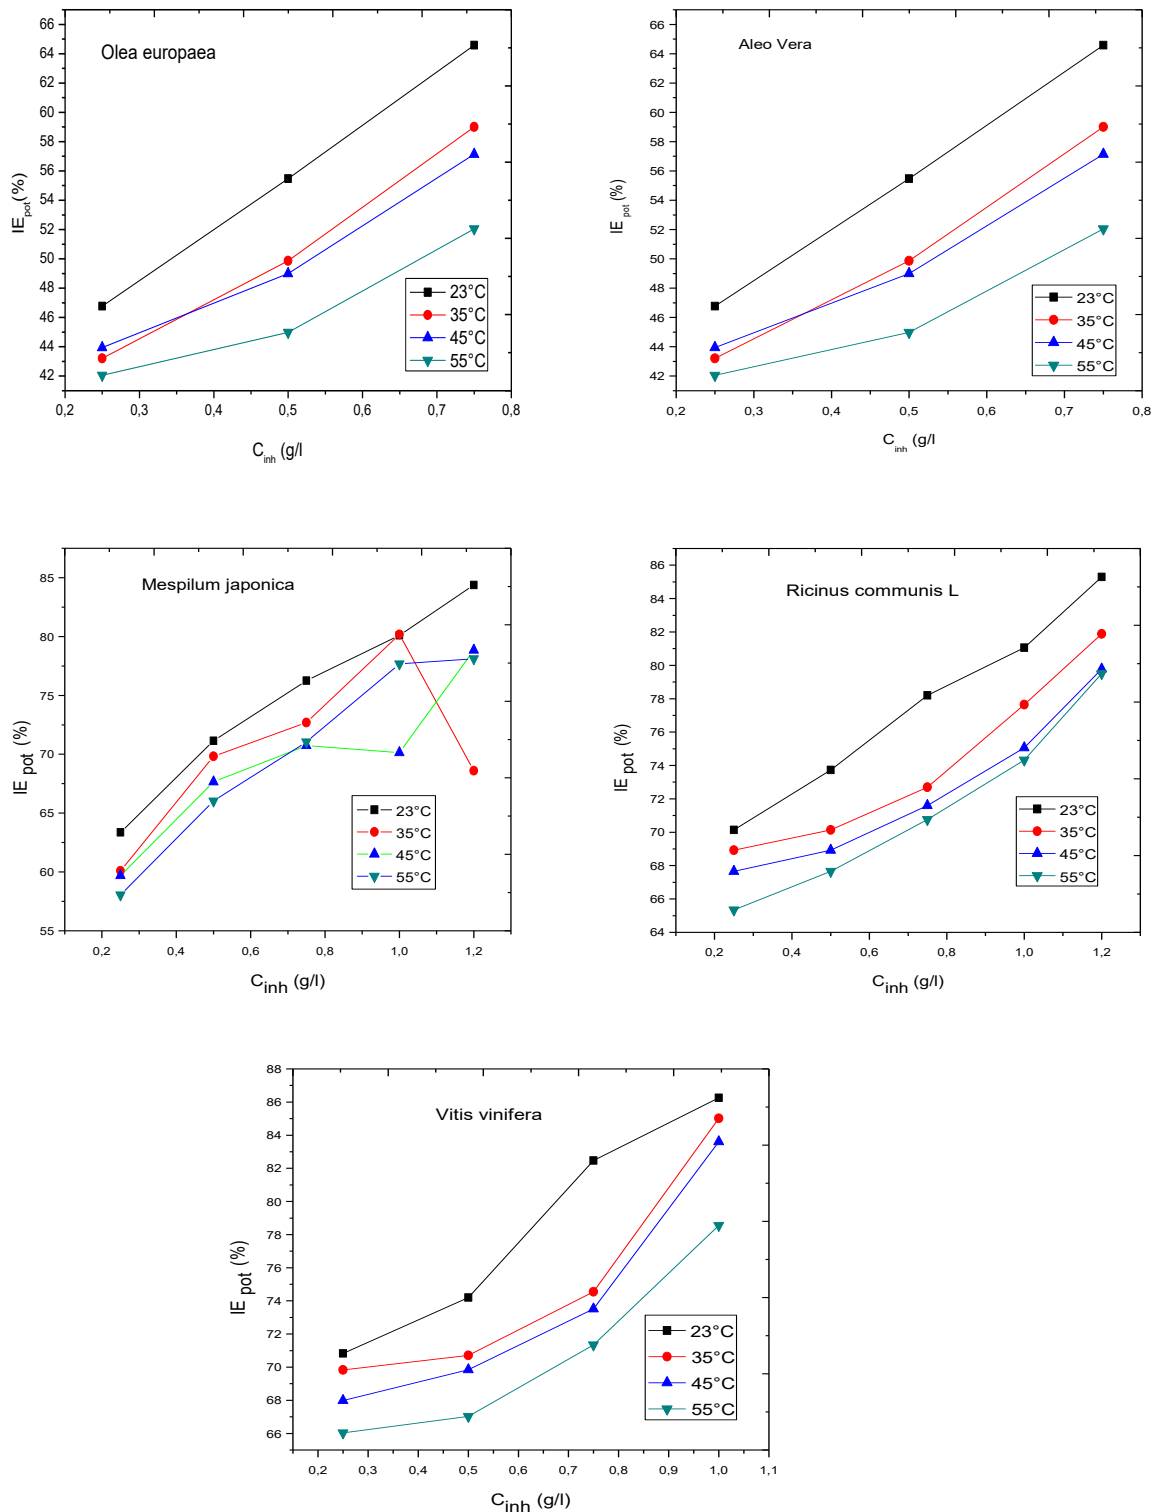 Olea europaea
66
64
62
60
58
56
54
52
50
48
46
44
42
IE_pot(%)
23°C
35°C
45°C
55°C
0,2 0,3 0,4 0,5 0,6 0,7 0,8
C_inh (g/l
Aleo Vera
66
64
62
60
58
56
54
52
50
48
46
44
42
IE_pot (%)
23°C
35°C
45°C
55°C
0,2 0,3 0,4 0,5 0,6 0,7 0,8
C_inh (g/l
Mespilum japonica
85
80
75
70
65
60
55
IE_pot (%)
23°C
35°C
45°C
55°C
0,2 0,4 0,6 0,8 1,0 1,2
C_inh (g/l)
Ricinus communis L
86
84
82
80
78
76
74
72
70
68
66
64
IE_pot (%)
23°C
35°C
45°C
55°C
0,2 0,4 0,6 0,8 1,0 1,2
C_inh (g/l)
Vitis vinifera
88
86
84
82
80
78
76
74
72
70
68
66
IE_pot (%)
23°C
35°C
45°C
55°C
0,2 0,3 0,4 0,5 0,6 0,7 0,8 0,9 1,0 1,1
C_inh (g/l)